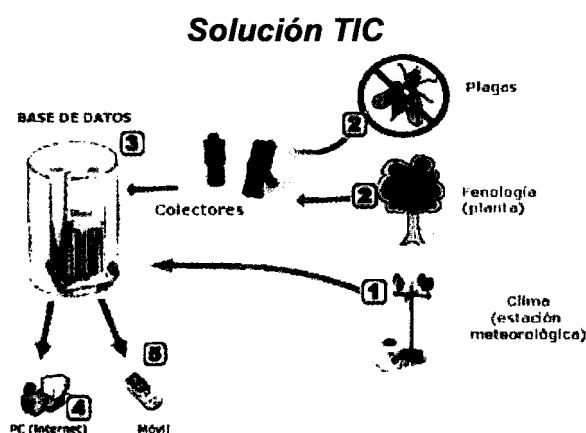 Solución TIC
Plagas
2
BASE DE DATOS
3
Colectores
2
Fenología
(planta)
1
Clima
(estación
meteorológica)
5
4
PC (Internet)
Móvil